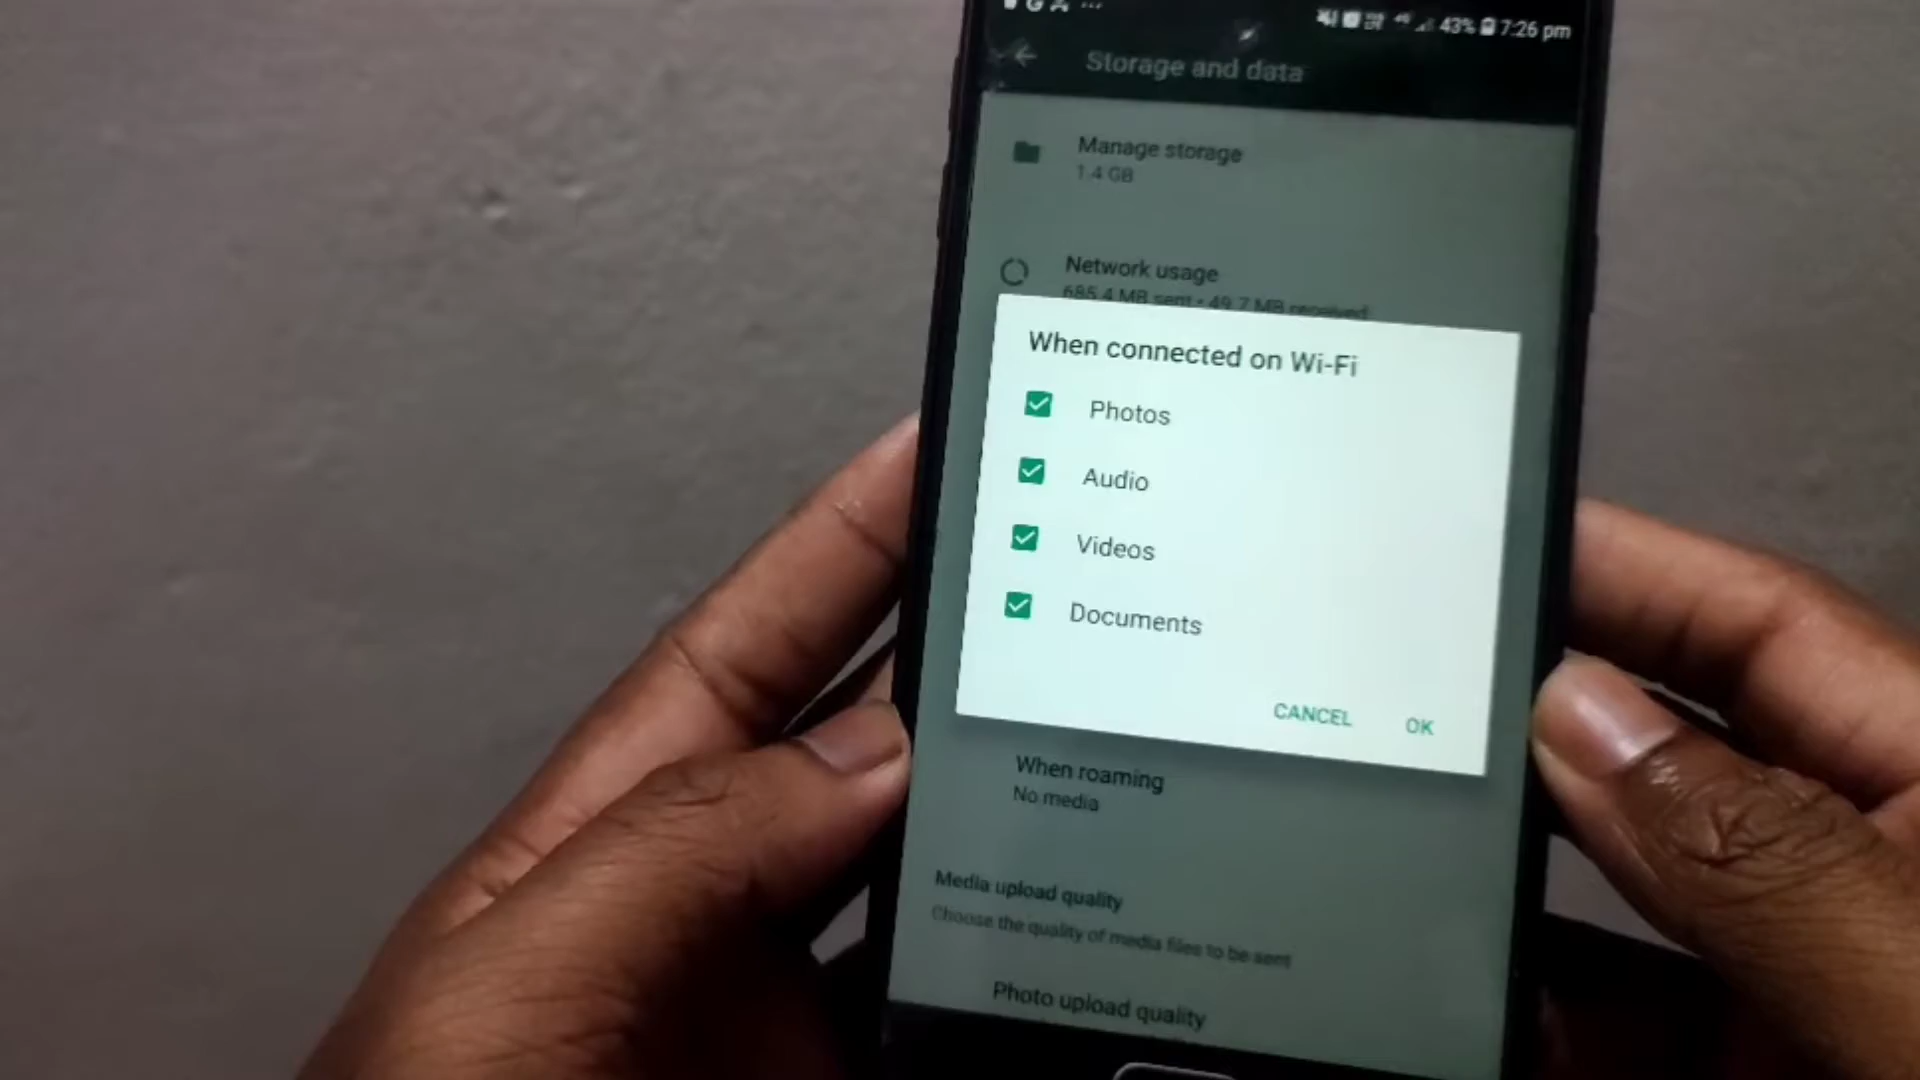 43% 7:26 pm
Storage and data
Manage storage
1.4 GB
Network usage
685.4 MB sent • 49.7 MB received
When connected on Wi-Fi
Photos
Audio
Videos
Documents
CANCEL OK
When roaming
No media
Media upload quality
Choose the quality of media files to be sent
Photo upload quality